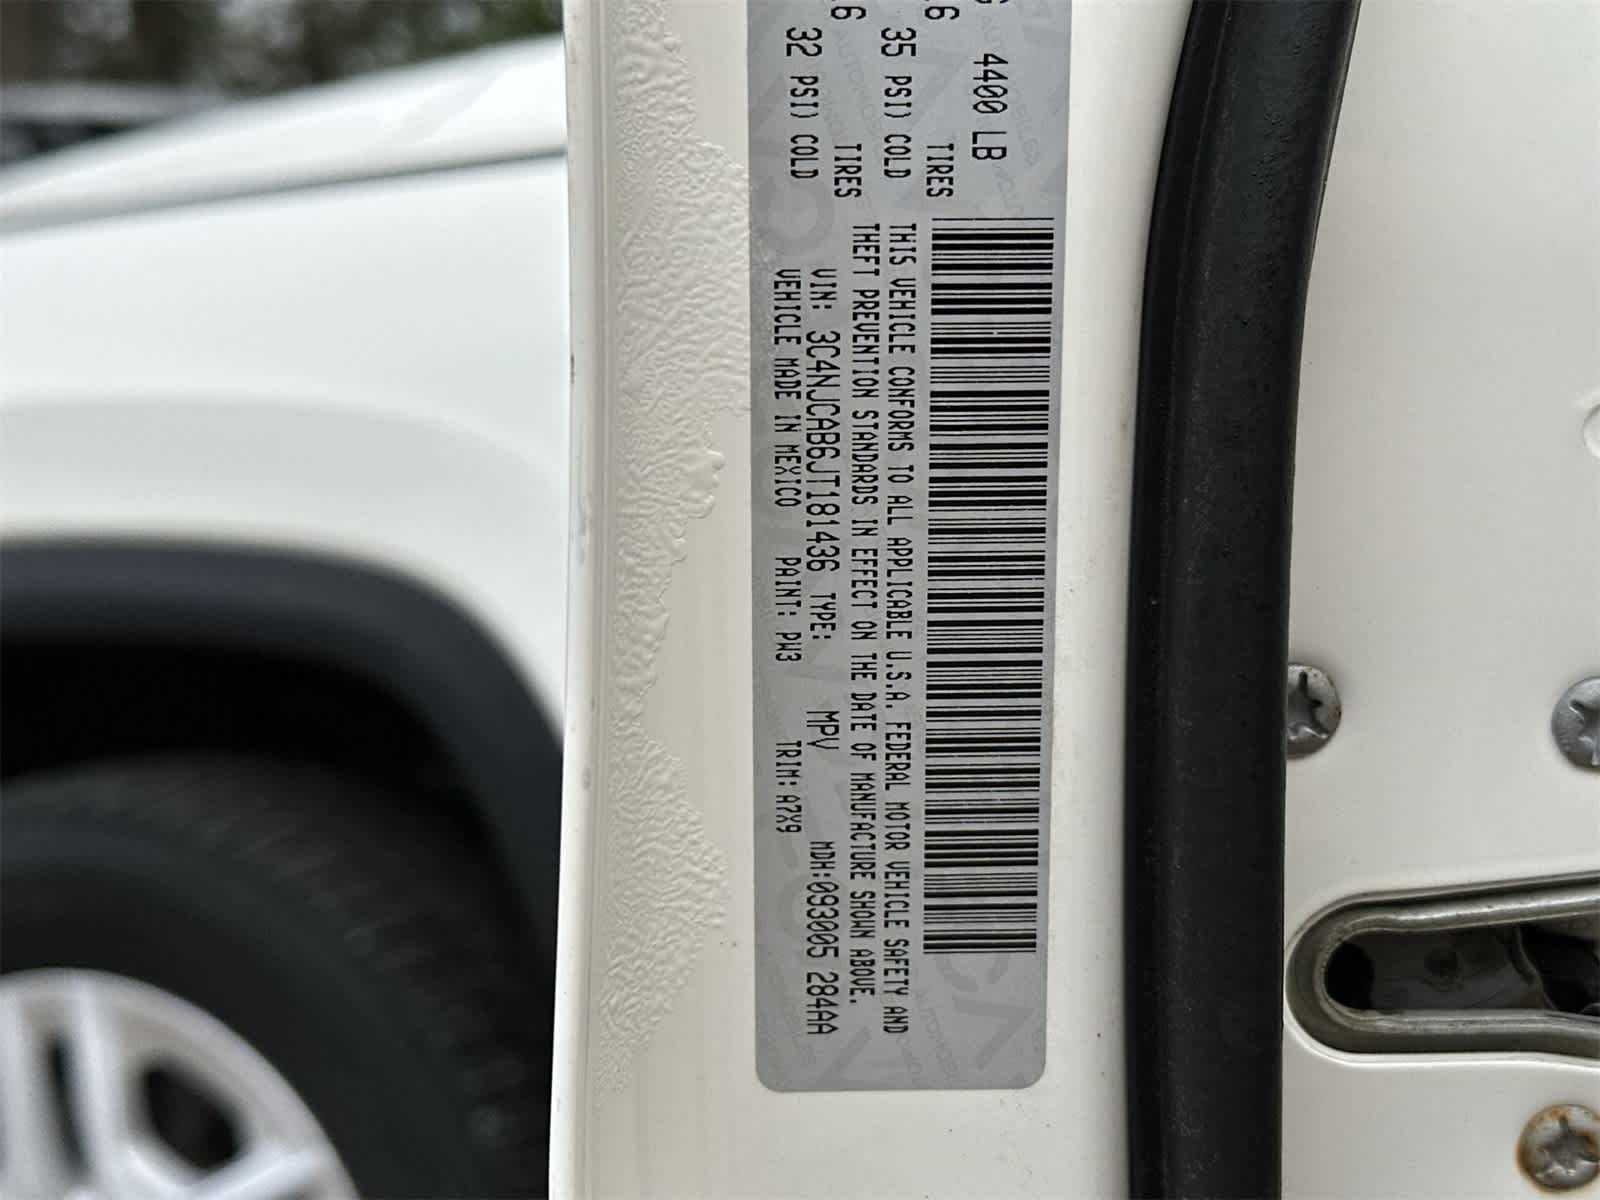 4400 LB
TIRES
35 PSI) COLD
TIRES
32 PSI) COLD
THIS VEHICLE CONFORMS TO ALL APPLICABLE U.S.A. FEDERAL MOTOR VEHICLE SAFETY AND
THEFT PREVENTION STANDARDS IN EFFECT ON THE DATE OF MANUFACTURE SHOWN ABOVE.
VIN: 3C4NJCAB6JT181436 TYPE: MPV MDH:093005 284AA
VEHICLE MADE IN MEXICO PAINT: PW3 TRIM: A7X9